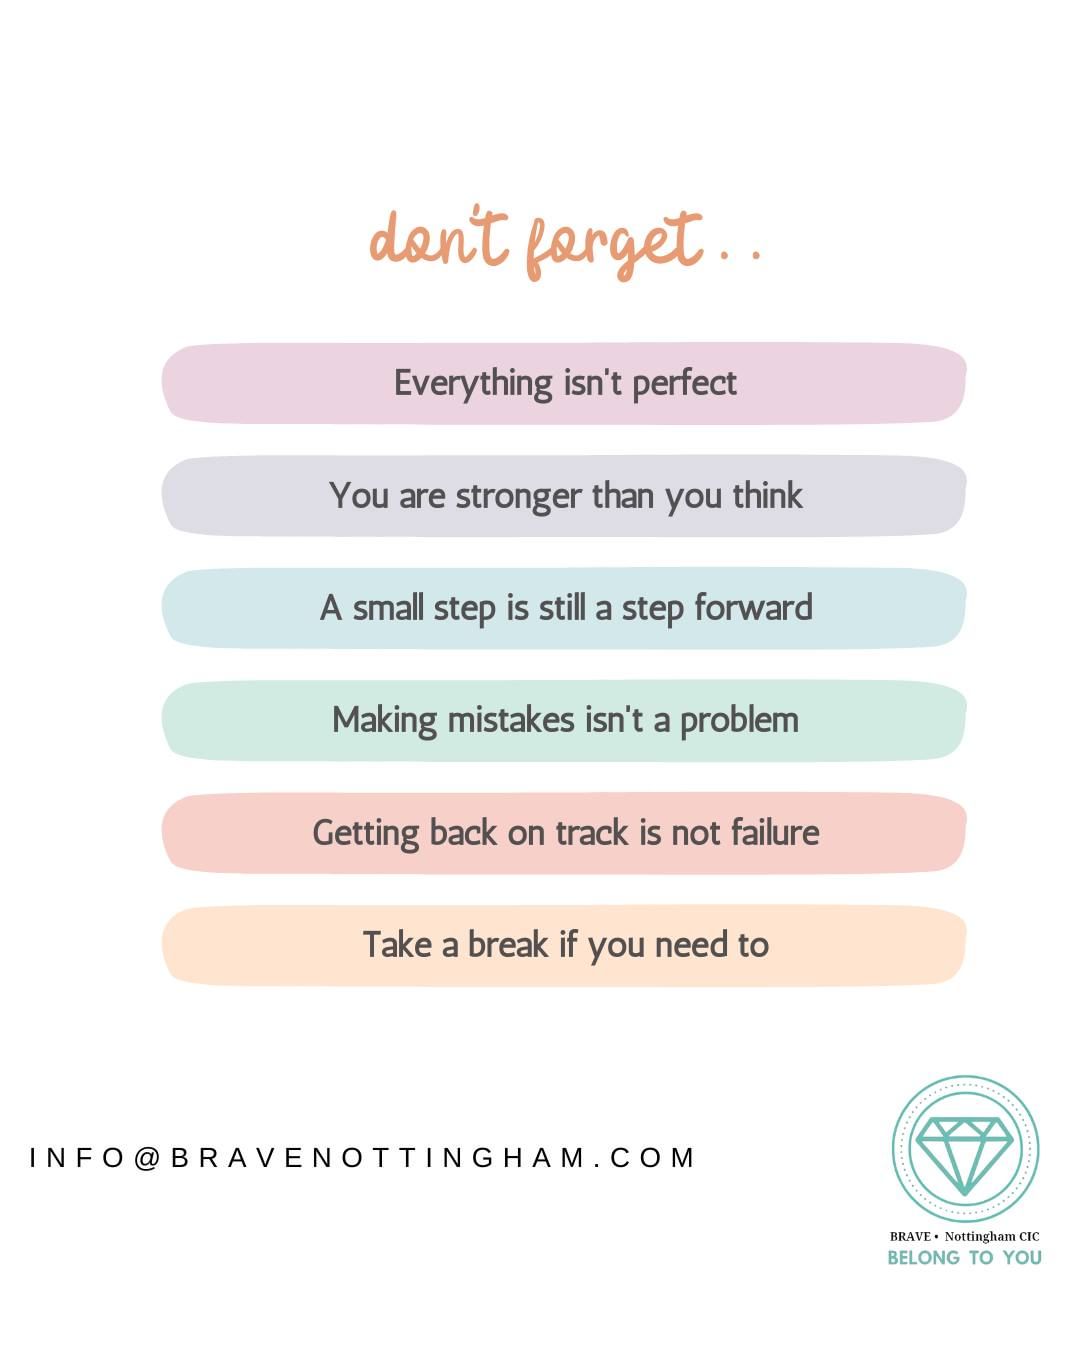 don't forget . .
Everything isn't perfect
You are stronger than you think
A small step is still a step forward
Making mistakes isn't a problem
Getting back on track is not failure
Take a break if you need to
INFO@BRAVENOTTINGHAM.COM
BRAVE • Nottingham CIC
BELONG TO YOU